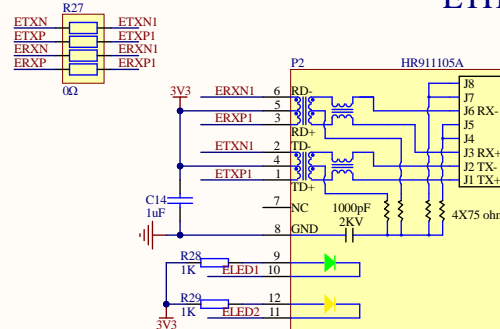 R27
ETXN ETXN1
ETXP ETXP1
ERXN ERXN1
ERXP ERXP1
0Ω
P2 HR911105A
3V3
ERXN1 6 RD-
5
ERXP1 3 RD+
ETXN1 2 TD-
4
ETXP1 1 TD+
7 NC
8 GND
C14
1uF
1000pF
2KV
4X75 ohm
J8
J7
J6 RX-
J5
J4
J3 RX+
J2 TX-
J1 TX+
R28
1K
9
ELED1 10
R29
1K
12
ELED2 11
3V3